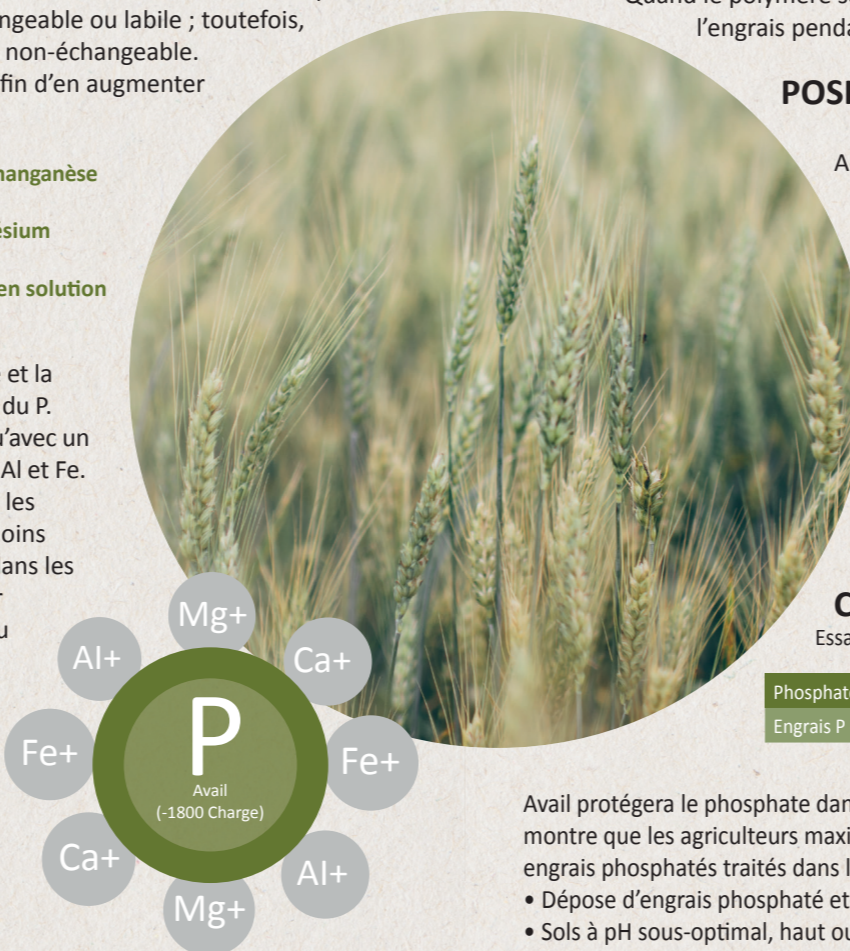 ngeable ou labile ; toutefois,
non-échangeable.
fin d'en augmenter
manganèse
sium
en solution
et la
du P.
'avec un
Al et Fe.
les
oins
ans les
Quand le polymère s
l'engrais penda
POSI
A
Mg+
Al+
Ca+
Fe+
P
Avail
(-1800 Charge)
Fe+
Ca+
Al+
Mg+
C
Essa
Phosphat
Engrais P
Avail protégera le phosphate dan
montre que les agriculteurs maxi
engrais phosphatés traités dans l
• Dépose d'engrais phosphaté et
• Sols à pH sous-optimal, haut ou